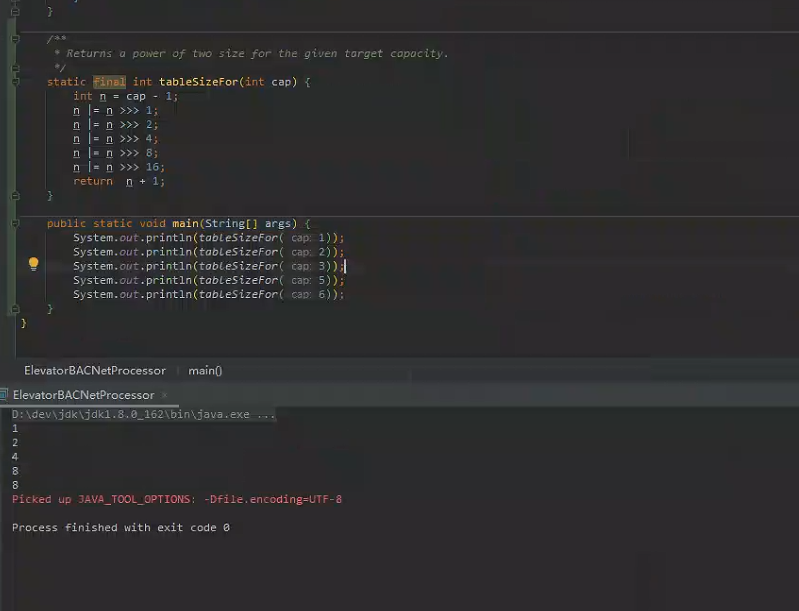 }
/**
* Returns a power of two size for the given target capacity.
*/
static final int tableSizeFor(int cap) {
int n = cap - 1;
n |= n >>> 1;
n |= n >>> 2;
n |= n >>> 4;
n |= n >>> 8;
n |= n >>> 16;
return n + 1;
}
public static void main(String[] args) {
System.out.println(tableSizeFor( cap: 1));
System.out.println(tableSizeFor( cap: 2));
System.out.println(tableSizeFor( cap: 3));
System.out.println(tableSizeFor( cap: 5));
System.out.println(tableSizeFor( cap: 6));
}
}
ElevatorBACNetProcessor main()
ElevatorBACNetProcessor ×
D:\dev\jdk\jdk1.8.0_162\bin\java.exe ...
1
2
4
8
8
Picked up JAVA_TOOL_OPTIONS: -Dfile.encoding=UTF-8
Process finished with exit code 0